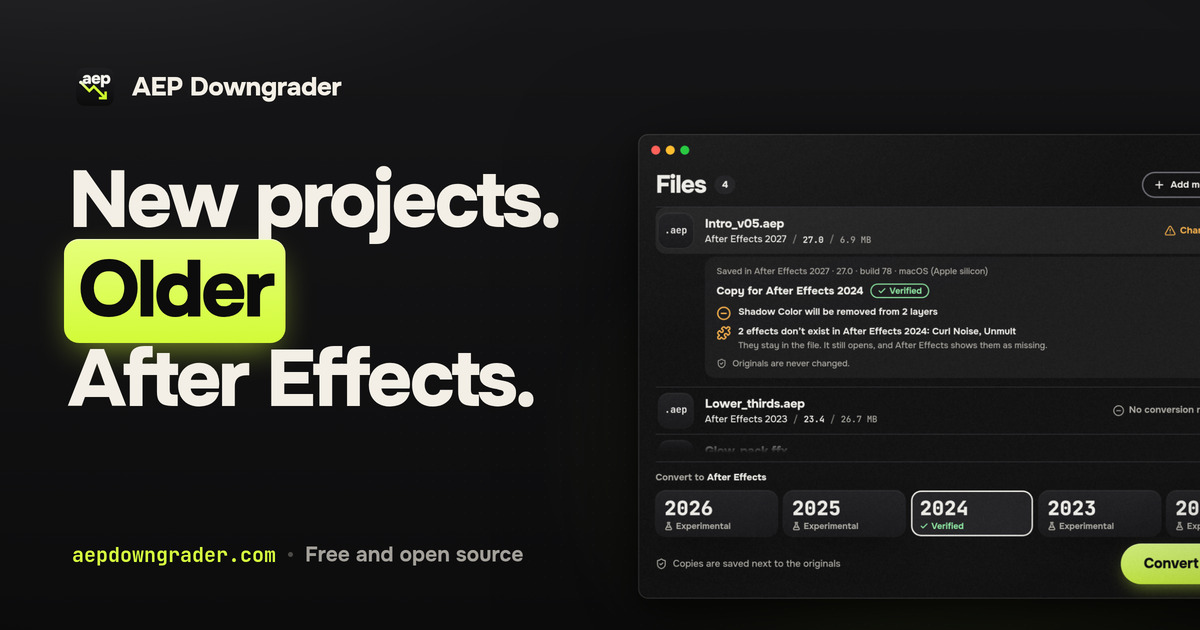 aep
AEP Downgrader
New projects.
Older
After Effects.
aepdowngrader.com • Free and open source
Files 4
+ Add
.aep
Intro_v05.aep
After Effects 2027 / 27.0 / 6.9 MB
Saved in After Effects 2027 · 27.0 · build 78 · macOS (Apple silicon)
Copy for After Effects 2024 ✓ Verified
Shadow Color will be removed from 2 layers
2 effects don’t exist in After Effects 2024: Curl Noise, Unmult
They stay in the file. It still opens, and After Effects shows them as missing.
Originals are never changed.
.aep
Lower_thirds.aep
After Effects 2023 / 23.4 / 26.7 MB
No conversion
Convert to After Effects
2026 2025 2024 2023
Experimental Experimental ✓ Verified Experimental
Copies are saved next to the originals
Convert